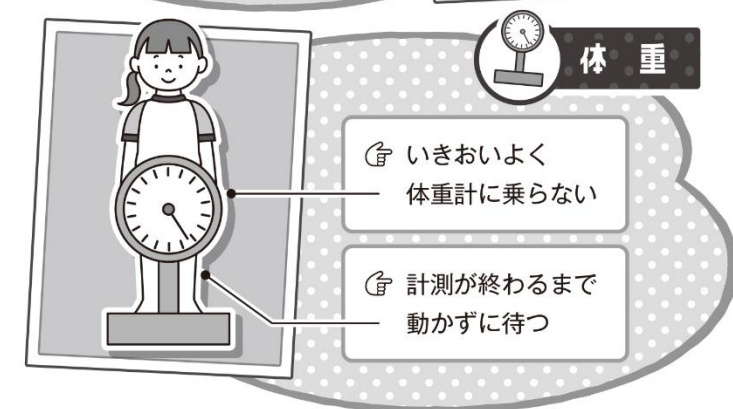 体重
☞ いきおいよく
体重計に乗らない
☞ 計測が終わるまで
動かずに待つ